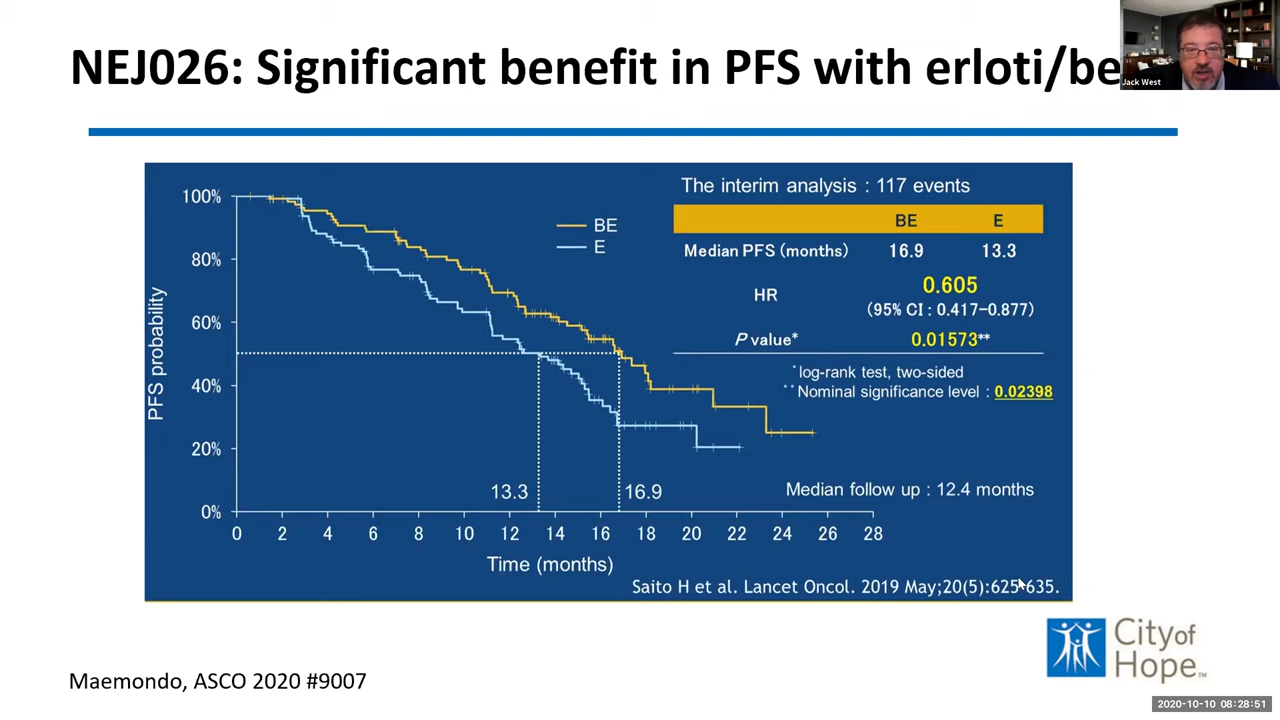 NEJ026: Significant benefit in PFS with erloti/be
Jack West
The interim analysis : 117 events
BE E
Median PFS (months) 16.9 13.3
HR 0.605
(95% CI : 0.417–0.877)
P value* 0.01573**
*log-rank test, two-sided
**Nominal significance level : 0.02398
BE
E
PFS probability
100%
80%
60%
40%
20%
0%
13.3 16.9
Median follow up : 12.4 months
0 2 4 6 8 10 12 14 16 18 20 22 24 26 28
Time (months)
Saito H et al. Lancet Oncol. 2019 May;20(5):625-635.
City of
Hope™
Maemondo, ASCO 2020 #9007
2020-10-10 08:28:51